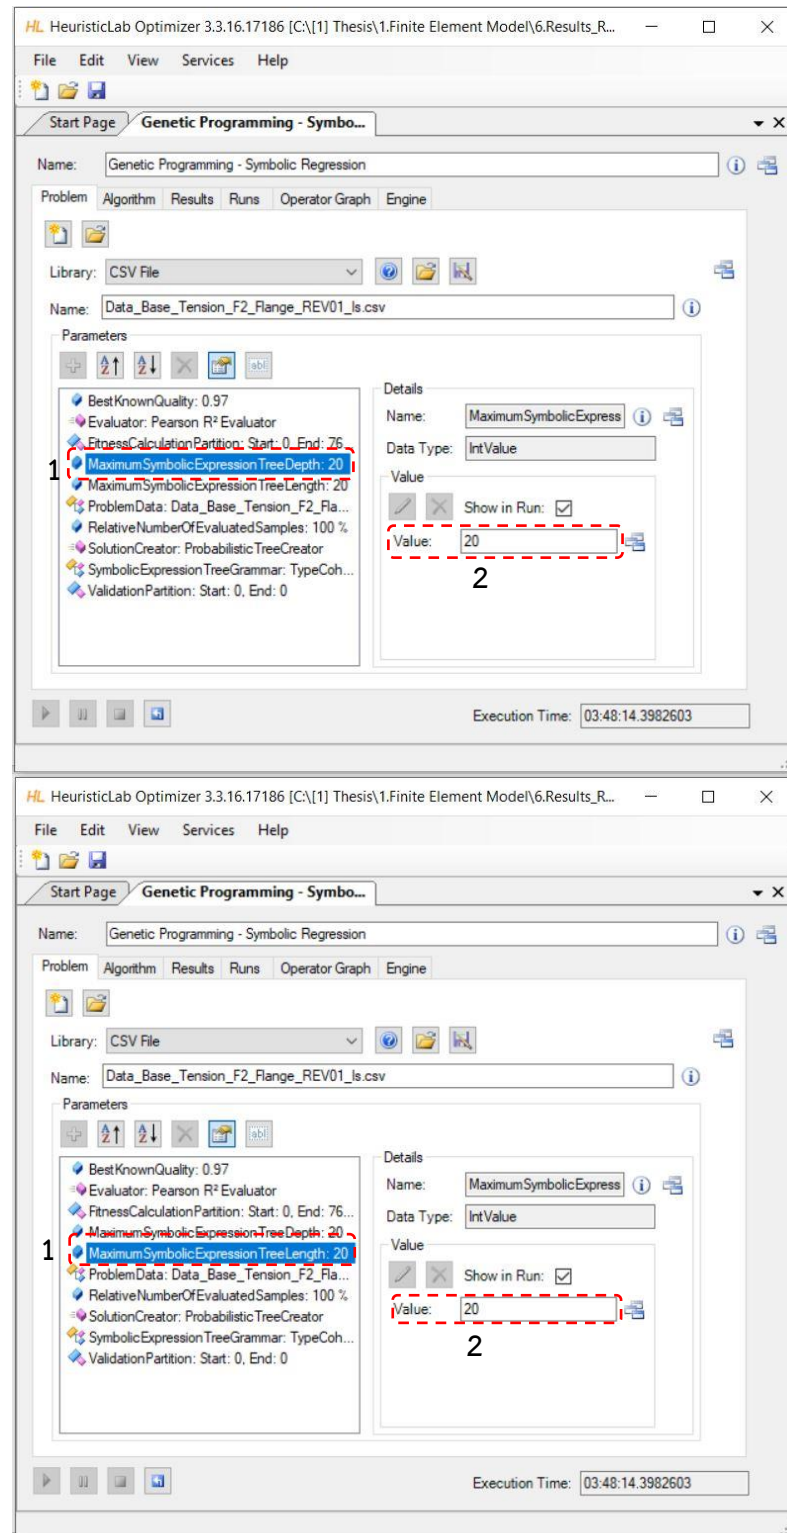 HL HeuristicLab Optimizer 3.3.16.17186 [C:\[1] Thesis\1.Finite Element Model\6.Results_R...
File Edit View Services Help
Start Page Genetic Programming - Symbo...
Name: Genetic Programming - Symbolic Regression
Problem Algorithm Results Runs Operator Graph Engine
Library: CSV File
Name: Data_Base_Tension_F2_Flange_REV01_ls.csv
Parameters
BestKnownQuality: 0.97
Evaluator: Pearson R² Evaluator
FitnessCalculationPartition: Start: 0, End: 76...
1 MaximumSymbolicExpressionTreeDepth: 20
MaximumSymbolicExpressionTreeLength: 20
ProblemData: Data_Base_Tension_F2_Fla...
RelativeNumberOfEvaluatedSamples: 100 %
SolutionCreator: ProbabilisticTreeCreator
SymbolicExpressionTreeGrammar: TypeCoh...
ValidationPartition: Start: 0, End: 0
Details
Name: MaximumSymbolicExpress
Data Type: IntValue
Value
Show in Run:
Value: 20
2
Execution Time: 03:48:14.3982603
HL HeuristicLab Optimizer 3.3.16.17186 [C:\[1] Thesis\1.Finite Element Model\6.Results_R...
File Edit View Services Help
Start Page Genetic Programming - Symbo...
Name: Genetic Programming - Symbolic Regression
Problem Algorithm Results Runs Operator Graph Engine
Library: CSV File
Name: Data_Base_Tension_F2_Flange_REV01_ls.csv
Parameters
BestKnownQuality: 0.97
Evaluator: Pearson R² Evaluator
FitnessCalculationPartition: Start: 0, End: 76...
MaximumSymbolicExpressionTreeDepth: 20
1 MaximumSymbolicExpressionTreeLength: 20
ProblemData: Data_Base_Tension_F2_Fla...
RelativeNumberOfEvaluatedSamples: 100 %
SolutionCreator: ProbabilisticTreeCreator
SymbolicExpressionTreeGrammar: TypeCoh...
ValidationPartition: Start: 0, End: 0
Details
Name: MaximumSymbolicExpress
Data Type: IntValue
Value
Show in Run:
Value: 20
2
Execution Time: 03:48:14.3982603